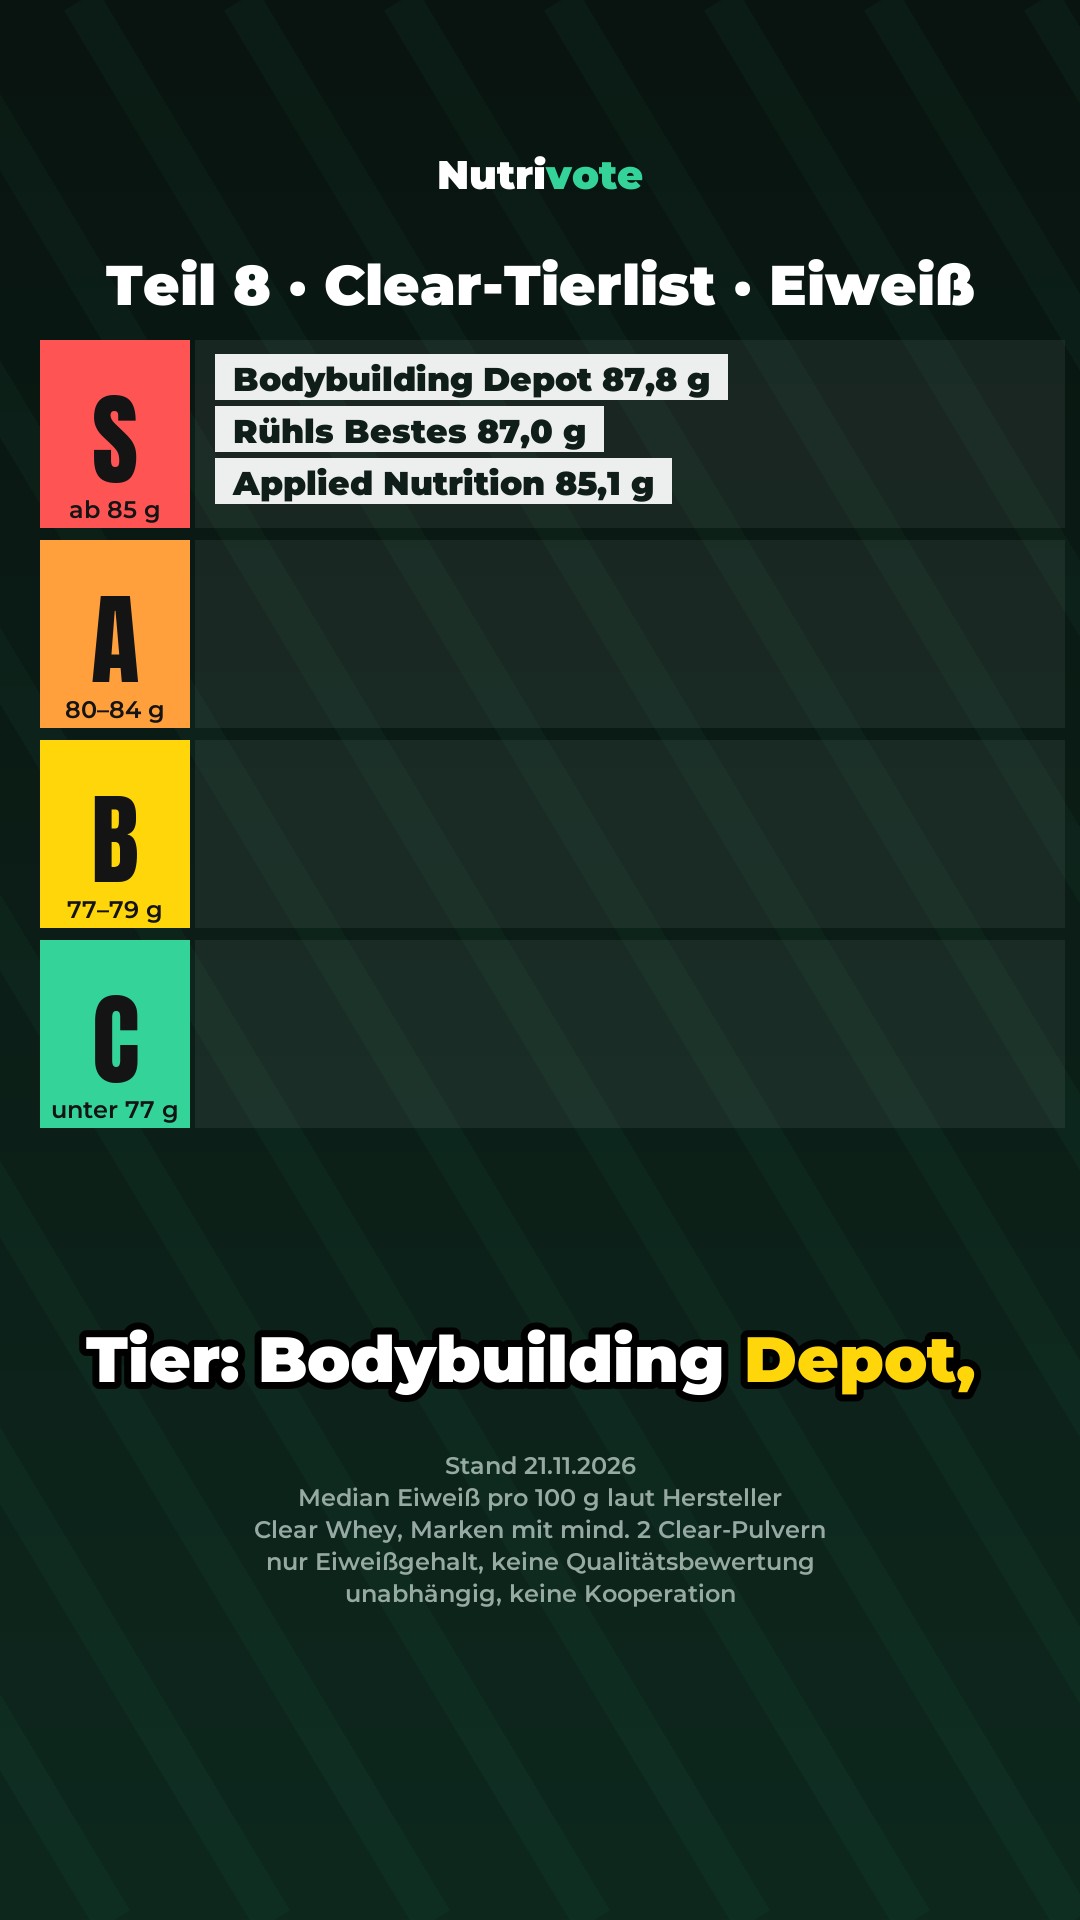 Nutrivote
Teil 8 • Clear-Tierlist • Eiweiß
S
ab 85 g
Bodybuilding Depot 87,8 g
Rühls Bestes 87,0 g
Applied Nutrition 85,1 g
A
80–84 g
B
77–79 g
C
unter 77 g
Tier: Bodybuilding Depot,
Stand 21.11.2026
Median Eiweiß pro 100 g laut Hersteller
Clear Whey, Marken mit mind. 2 Clear-Pulvern
nur Eiweißgehalt, keine Qualitätsbewertung
unabhängig, keine Kooperation